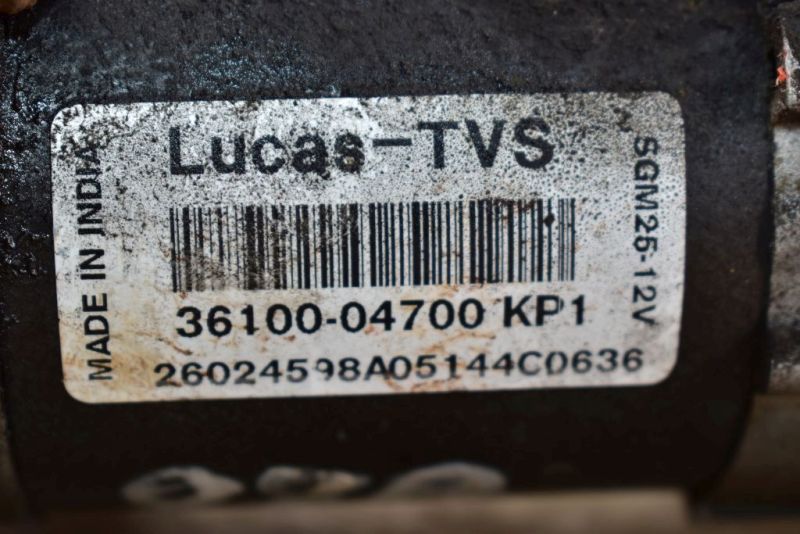 Lucas-TVS
MADE IN INDIA
SGM25-12V
36100-04700 KP1
26024598A05144C0636